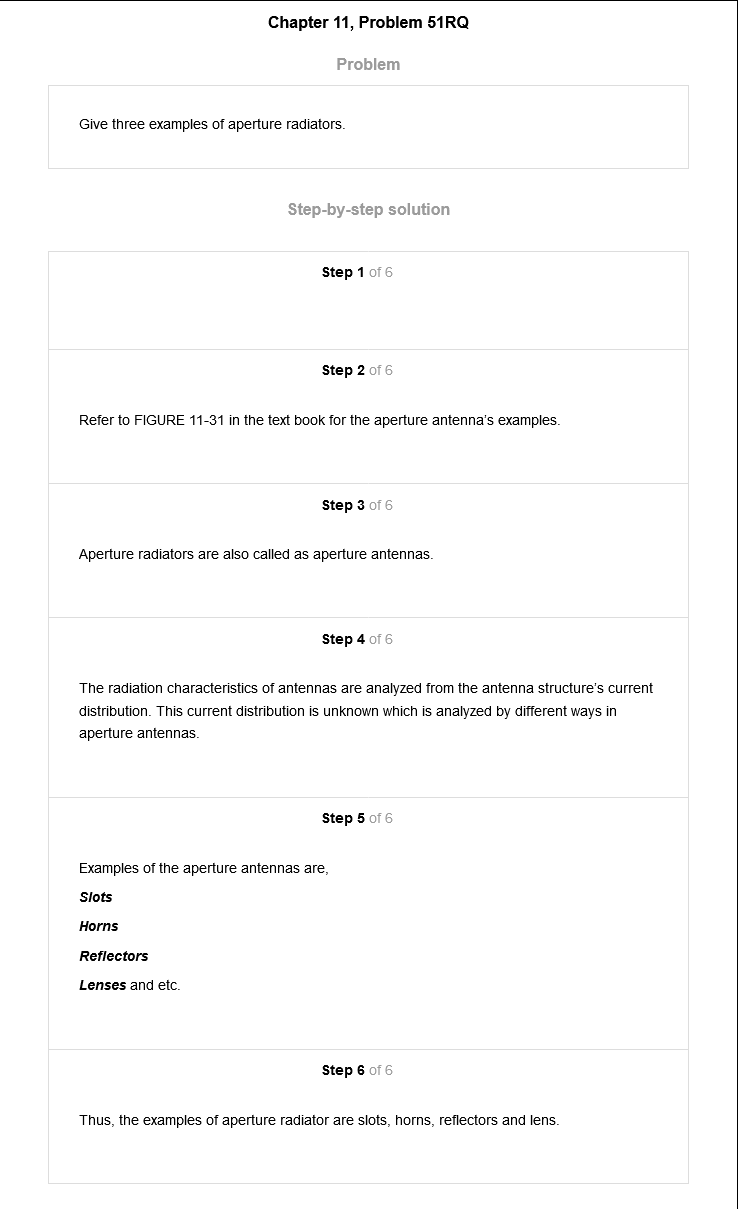 Chapter 11, Problem 51RQ
Problem
Give three examples of aperture radiators.
Step-by-step solution
Step 1 of 6
Step 2 of 6
Refer to FIGURE 11-31 in the text book for the aperture antenna’s examples.
Step 3 of 6
Aperture radiators are also called as aperture antennas.
Step 4 of 6
The radiation characteristics of antennas are analyzed from the antenna structure’s current
distribution. This current distribution is unknown which is analyzed by different ways in
aperture antennas.
Step 5 of 6
Examples of the aperture antennas are,
Slots
Horns
Reflectors
Lenses and etc.
Step 6 of 6
Thus, the examples of aperture radiator are slots, horns, reflectors and lens.